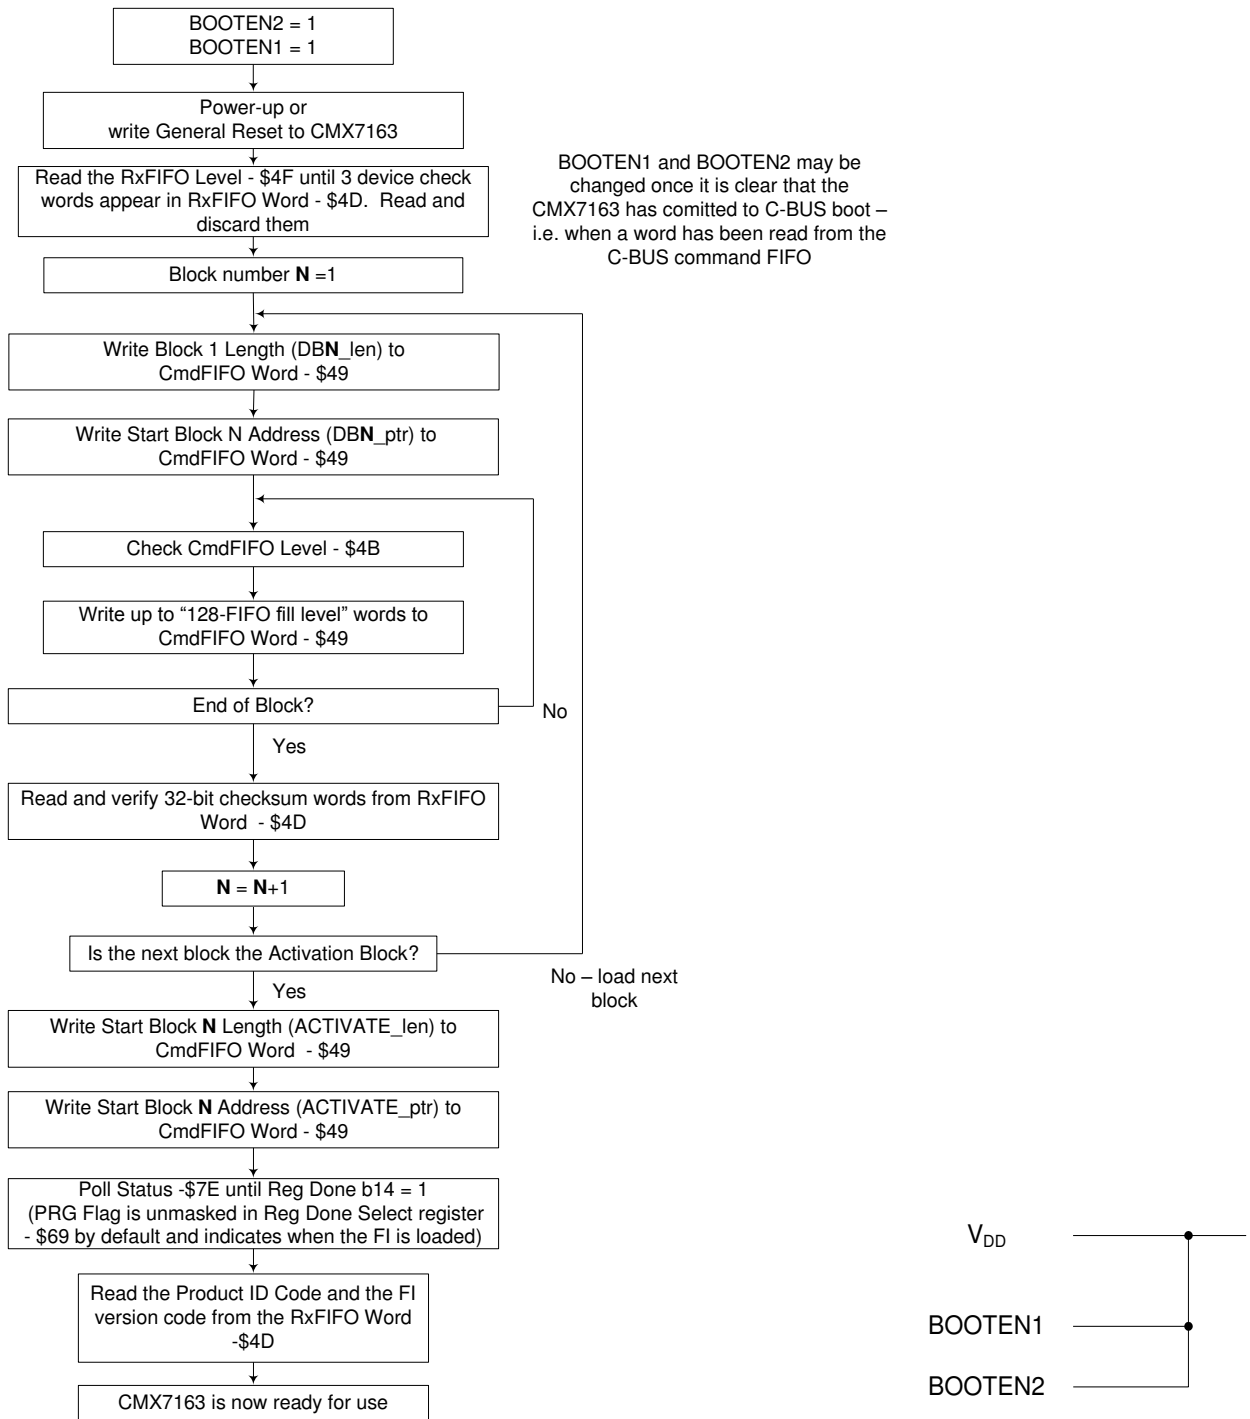 BOOTEN2 = 1
BOOTEN1 = 1
Power-up or
write General Reset to CMX7163
Read the RxFIFO Level - $4F until 3 device check
words appear in RxFIFO Word - $4D.  Read and
discard them
BOOTEN1 and BOOTEN2 may be
changed once it is clear that the
CMX7163 has comitted to C-BUS boot –
i.e. when a word has been read from the
C-BUS command FIFO
Block number N =1
Write Block 1 Length (DBN_len) to
CmdFIFO Word - $49
Write Start Block N Address (DBN_ptr) to
CmdFIFO Word - $49
Check CmdFIFO Level - $4B
Write up to “128-FIFO fill level” words to
CmdFIFO Word - $49
End of Block?
No
Yes
Read and verify 32-bit checksum words from RxFIFO
Word  - $4D
N = N+1
Is the next block the Activation Block?
No – load next
block
Yes
Write Start Block N Length (ACTIVATE_len) to
CmdFIFO Word  - $49
Write Start Block N Address (ACTIVATE_ptr) to
CmdFIFO Word - $49
Poll Status -$7E until Reg Done b14 = 1
(PRG Flag is unmasked in Reg Done Select register
- $69 by default and indicates when the FI is loaded)
Read the Product ID Code and the FI
version code from the RxFIFO Word
-$4D
CMX7163 is now ready for use
VDD
BOOTEN1
BOOTEN2